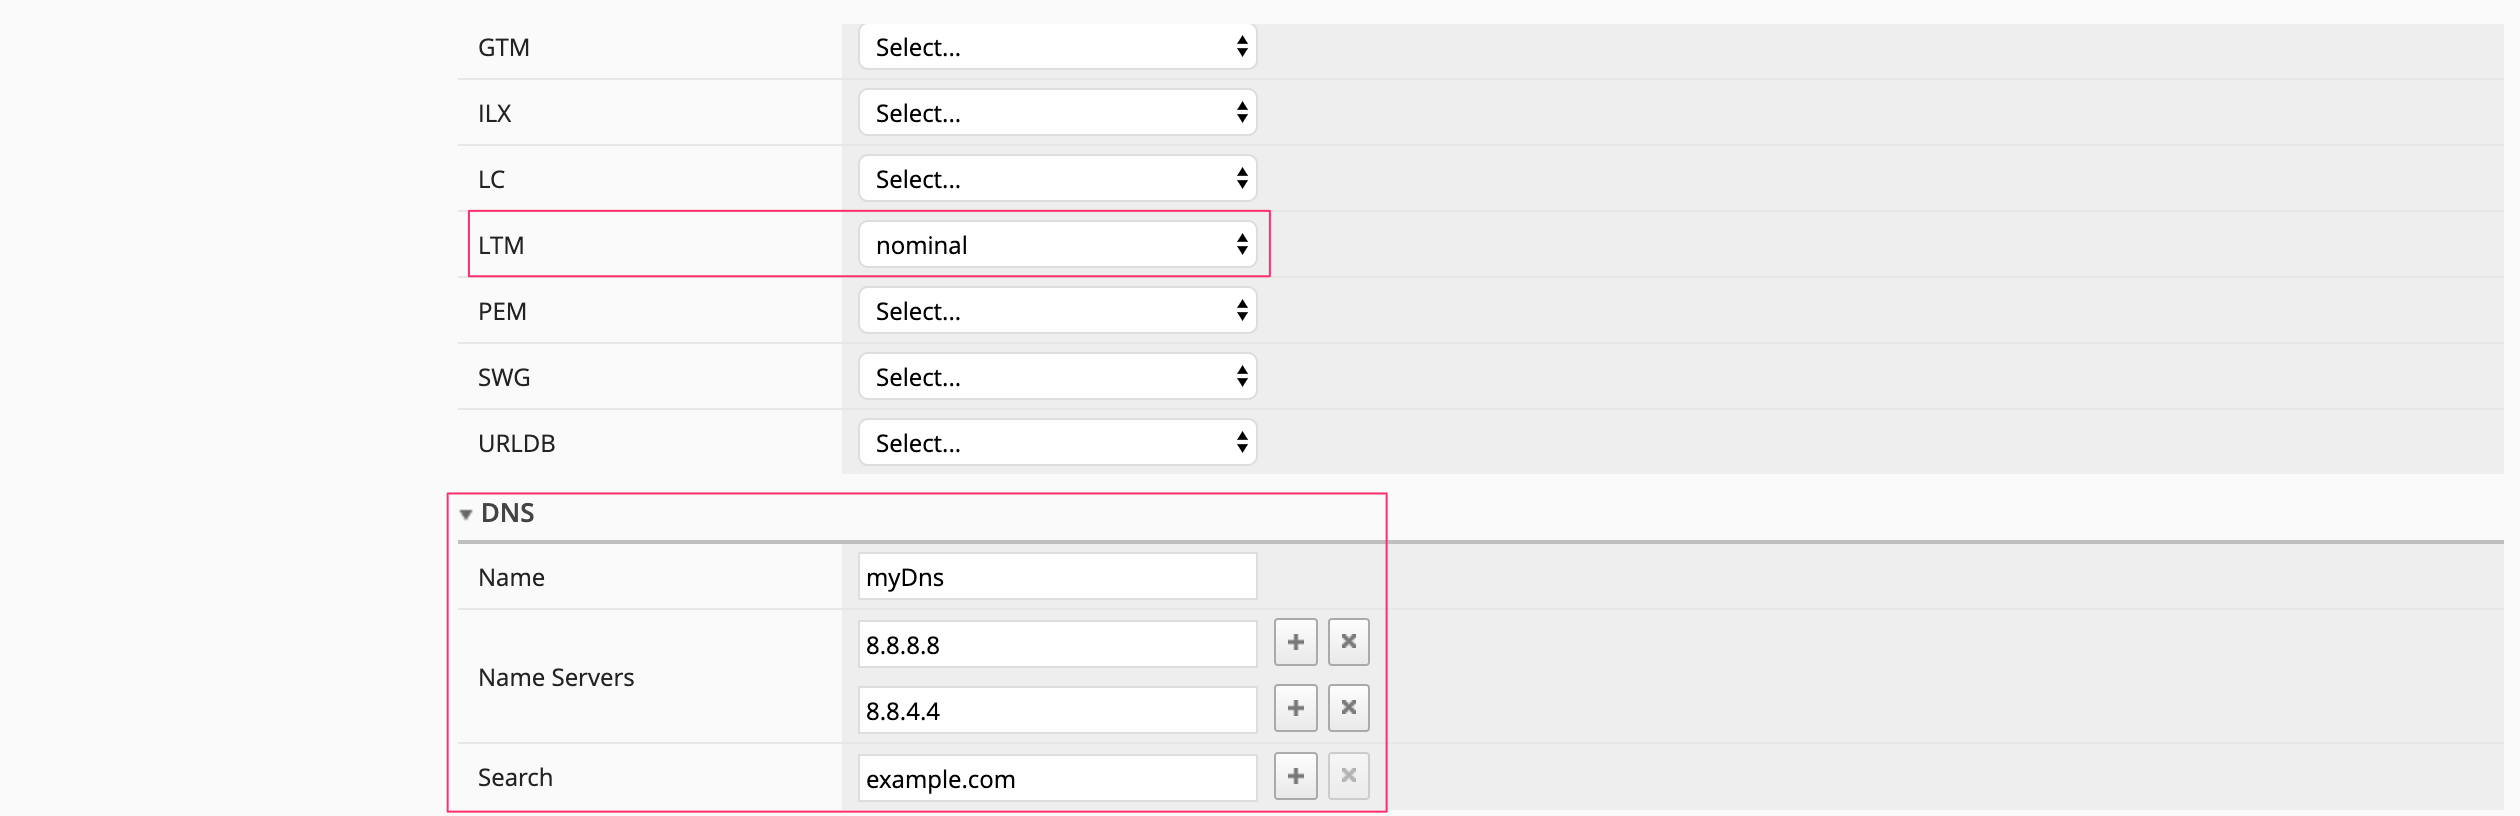 GTM Select...
ILX Select...
LC Select...
LTM nominal
PEM Select...
SWG Select...
URLDB Select...
DNS
Name myDns
Name Servers 8.8.8.8
8.8.4.4
Search example.com